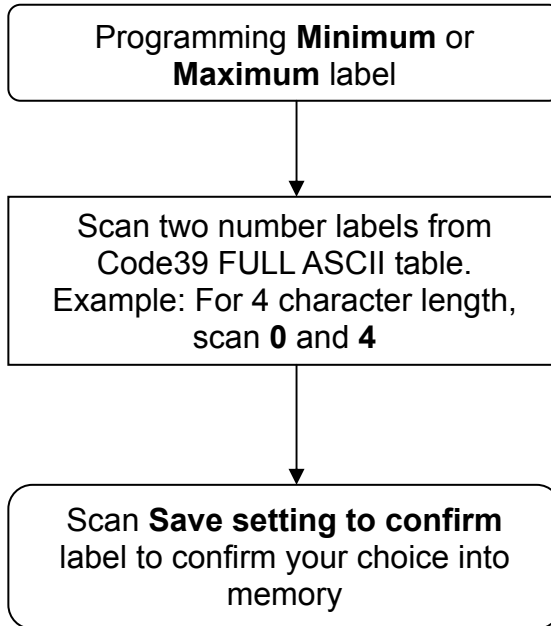 Programming Minimum or
Maximum label
Scan two number labels from
Code39 FULL ASCII table.
Example: For 4 character length,
scan 0 and 4
Scan Save setting to confirm
label to confirm your choice into
memory